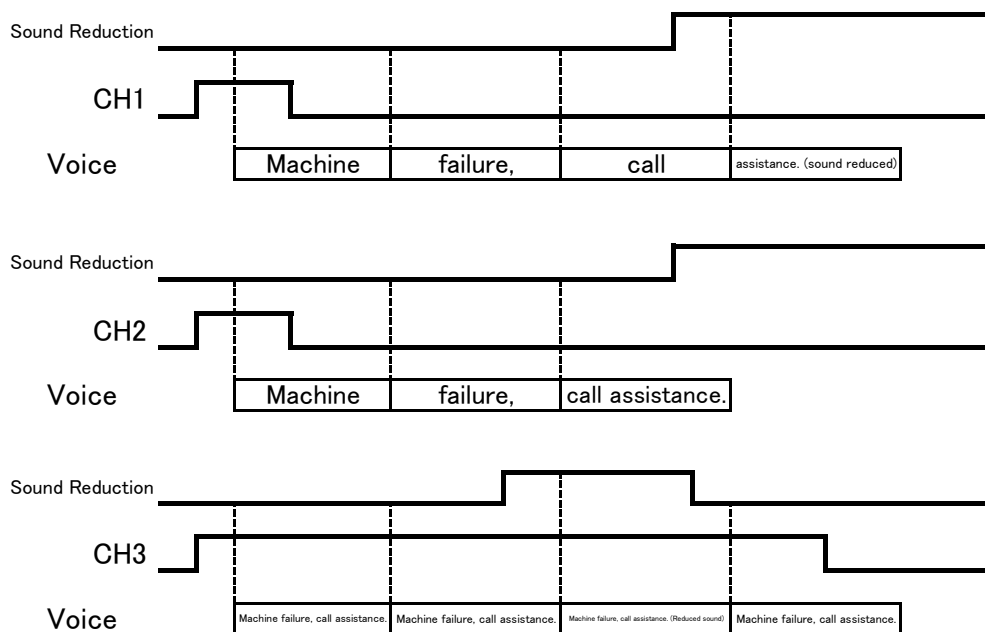 Sound Reduction
CH1
Voice Machine failure, call assistance. (sound reduced)
Sound Reduction
CH2
Voice Machine failure, call assistance.
Sound Reduction
CH3
Voice Machine failure, call assistance. Machine failure, call assistance. Machine failure, call assistance. (Reduced sound) Machine failure, call assistance.